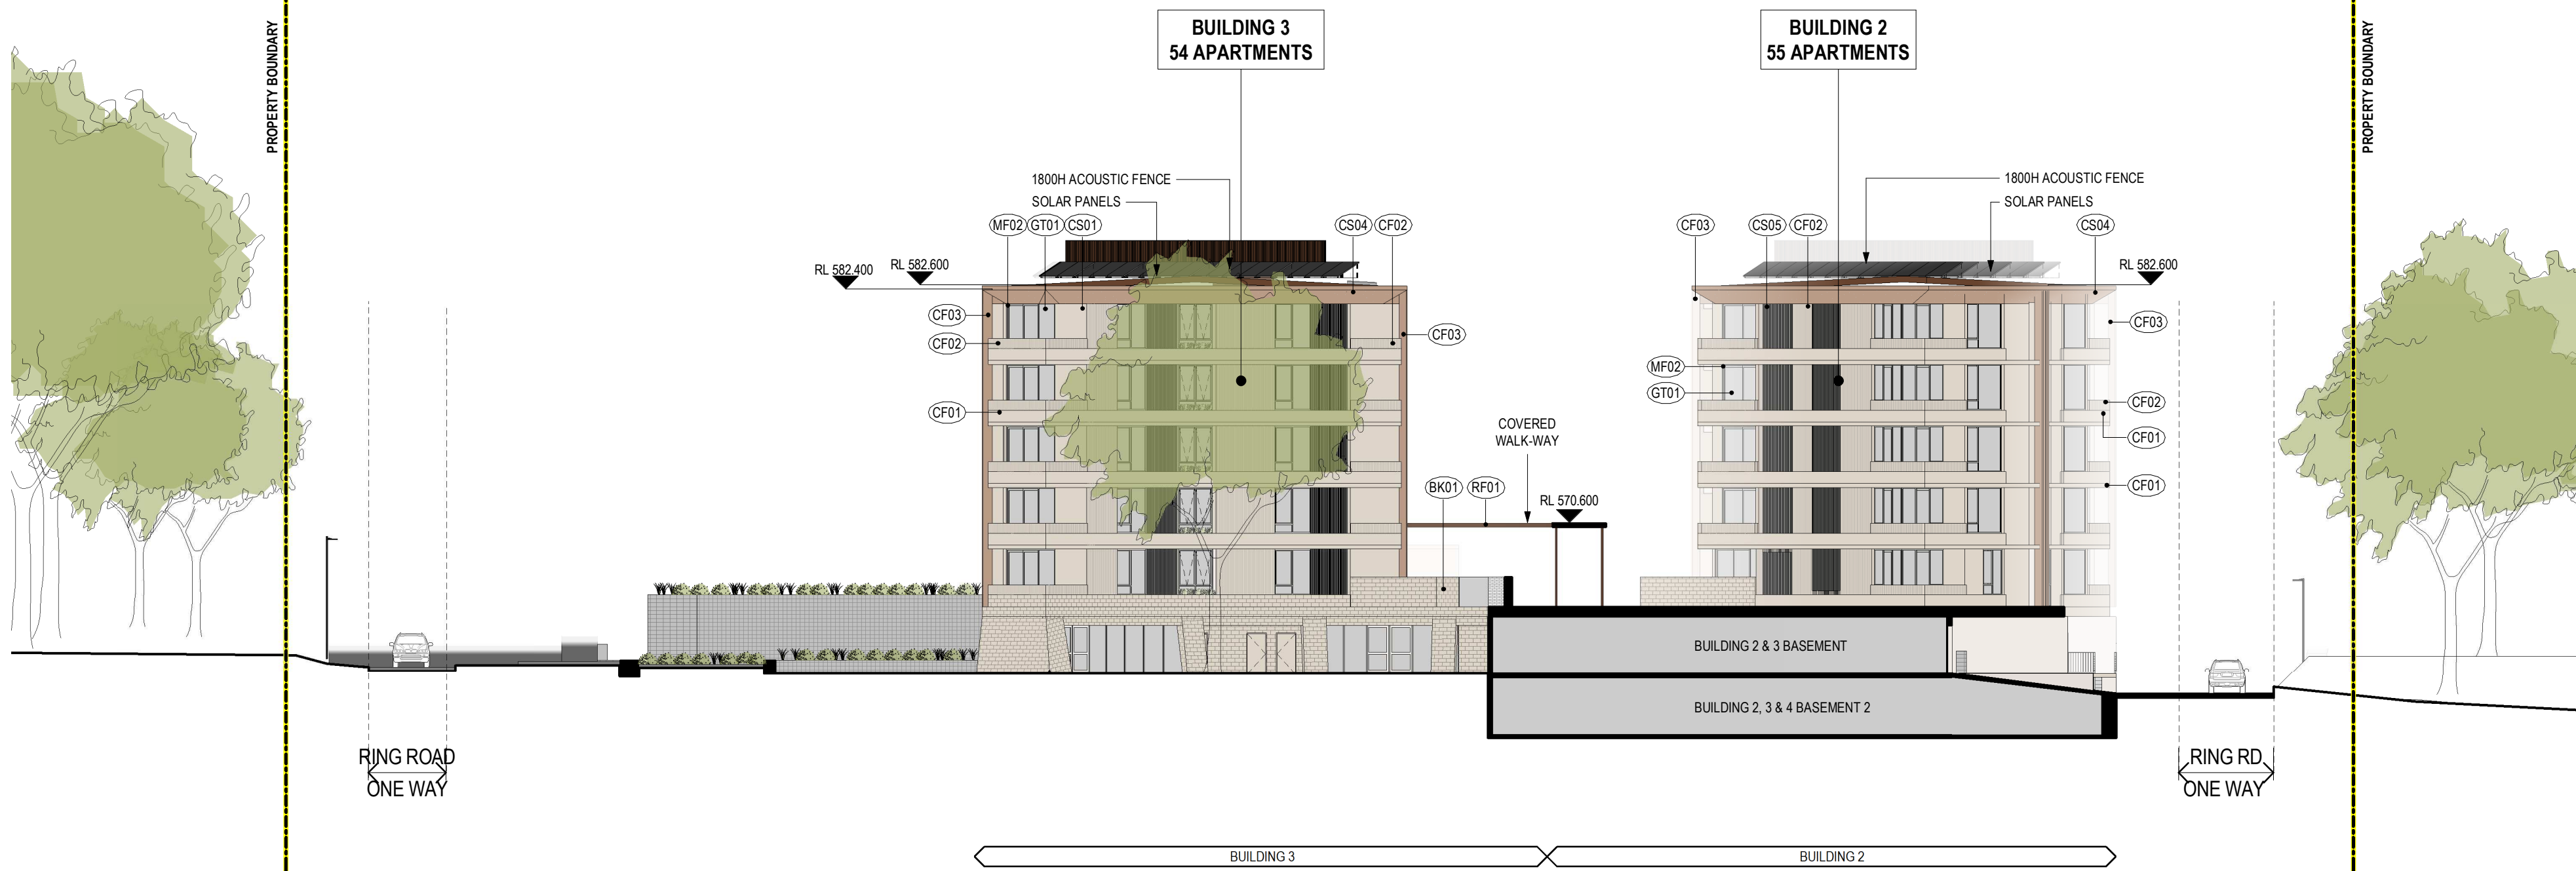 PROPERTY BOUNDARY
BUILDING 3
54 APARTMENTS
BUILDING 2
55 APARTMENTS
PROPERTY BOUNDARY
1800H ACOUSTIC FENCE
SOLAR PANELS
1800H ACOUSTIC FENCE
SOLAR PANELS
MF02 GT01 CS01
CS04 CF02
CF03
CS05 CF02
CS04
RL 582.400
RL 582.600
RL 582.600
CF03
CF03
CF03
CF02
MF02
GT01
CF01
CF02
CF01
COVERED
WALK-WAY
BK01 RF01
RL 570.600
CF01
BUILDING 2 & 3 BASEMENT
BUILDING 2, 3 & 4 BASEMENT 2
RING ROAD
ONE WAY
RING RD
ONE WAY
BUILDING 3
BUILDING 2